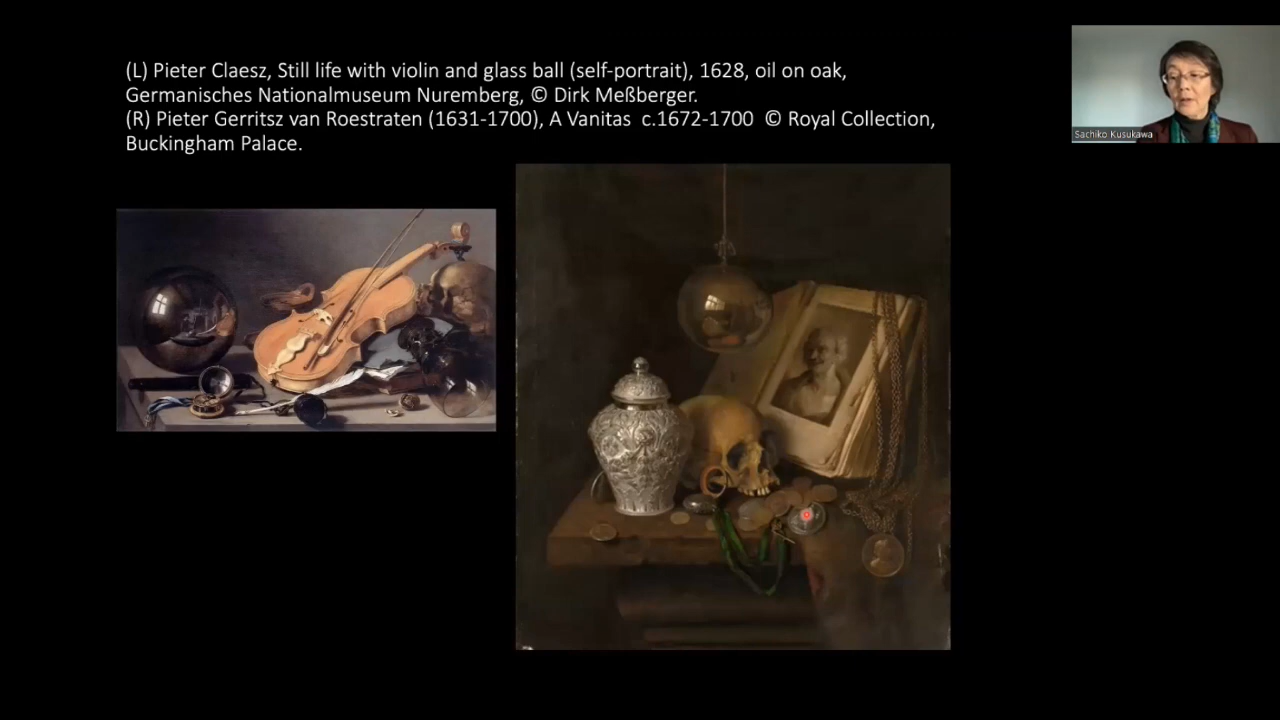 (L) Pieter Claesz, Still life with violin and glass ball (self-portrait), 1628, oil on oak,
Germanisches Nationalmuseum Nuremberg, © Dirk Meßberger.
(R) Pieter Gerritsz van Roestraten (1631-1700), A Vanitas  c.1672-1700  © Royal Collection,
Buckingham Palace.
Sachiko Kusukawa